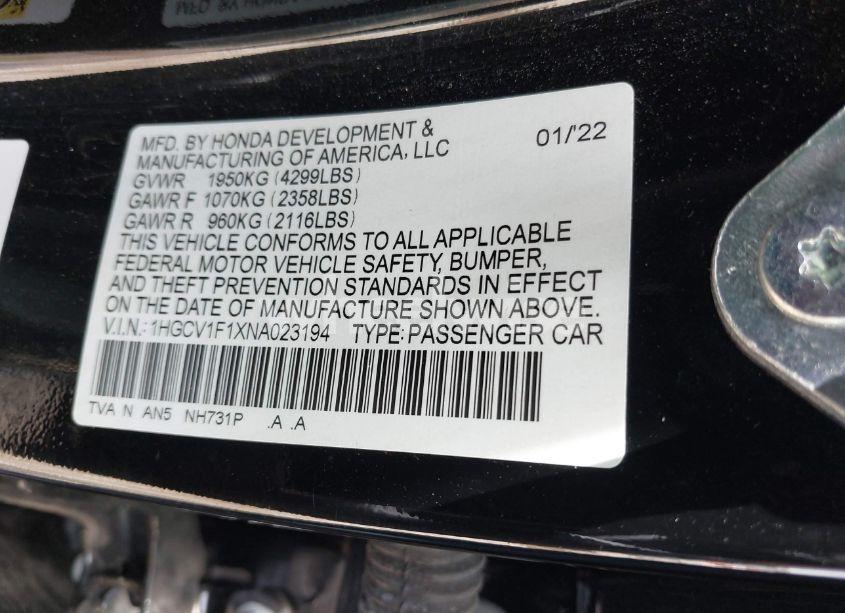 MFD. BY HONDA DEVELOPMENT &
MANUFACTURING OF AMERICA, LLC
01/'22
GVWR 1950KG (4299LBS)
GAWR F 1070KG (2358LBS)
GAWR R 960KG (2116LBS)
THIS VEHICLE CONFORMS TO ALL APPLICABLE
FEDERAL MOTOR VEHICLE SAFETY, BUMPER,
AND THEFT PREVENTION STANDARDS IN EFFECT
ON THE DATE OF MANUFACTURE SHOWN ABOVE.
V.I.N.: 1HGCV1F1XNA023194 TYPE: PASSENGER CAR
TVA N AN5 NH731P .A .A